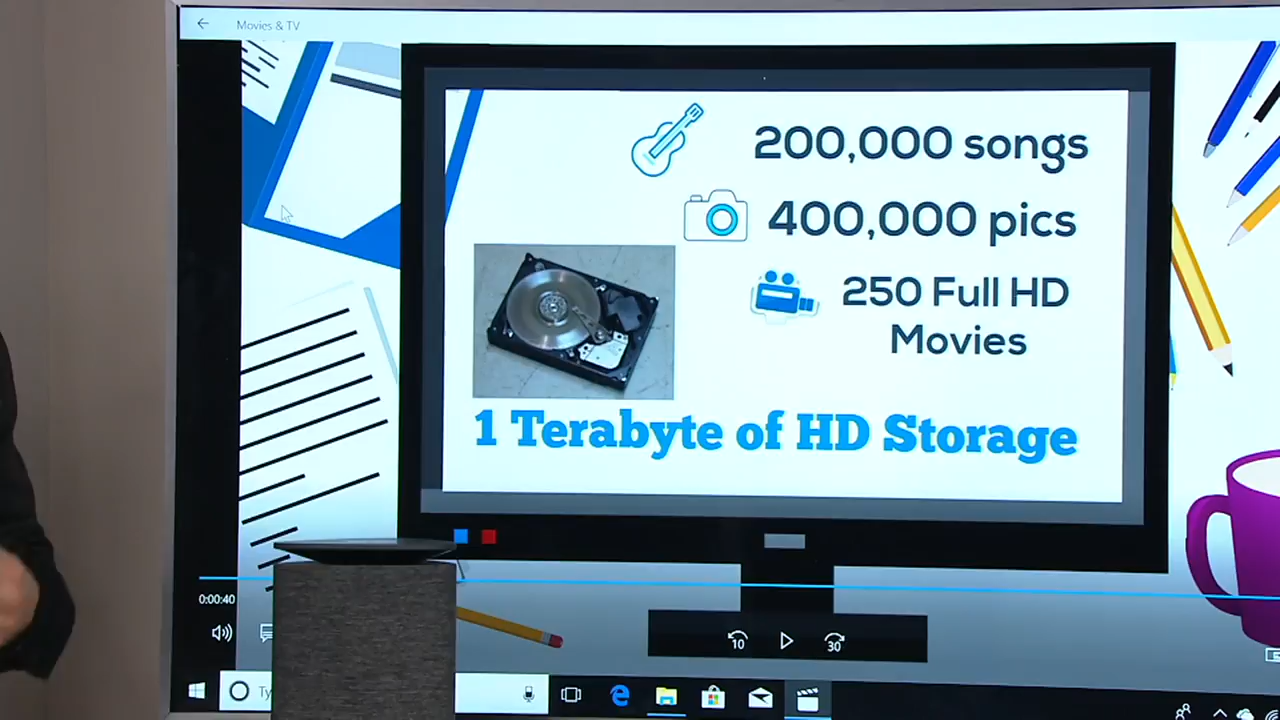 Movies & TV
200,000 songs
400,000 pics
250 Full HD
Movies
1 Terabyte of HD Storage
0:00:40
10
30
Ty